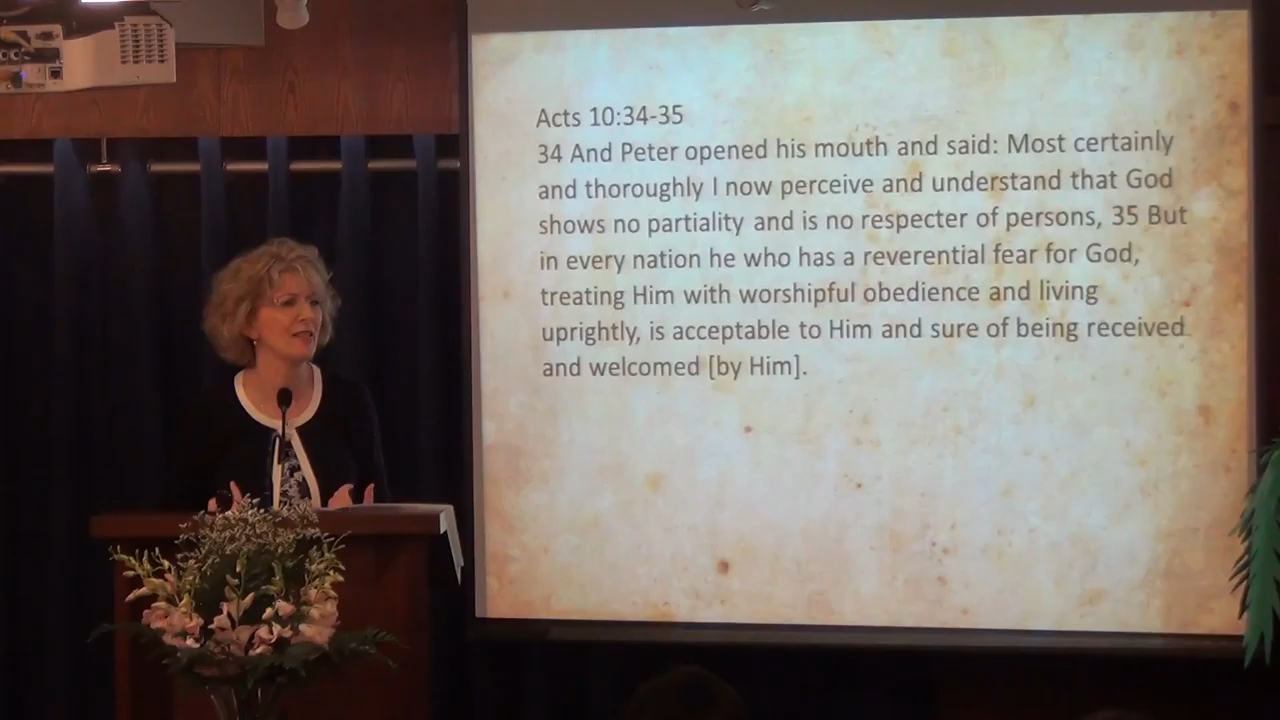 Acts 10:34-35
34 And Peter opened his mouth and said: Most certainly
and thoroughly I now perceive and understand that God
shows no partiality and is no respecter of persons, 35 But
in every nation he who has a reverential fear for God,
treating Him with worshipful obedience and living
uprightly, is acceptable to Him and sure of being received
and welcomed [by Him].